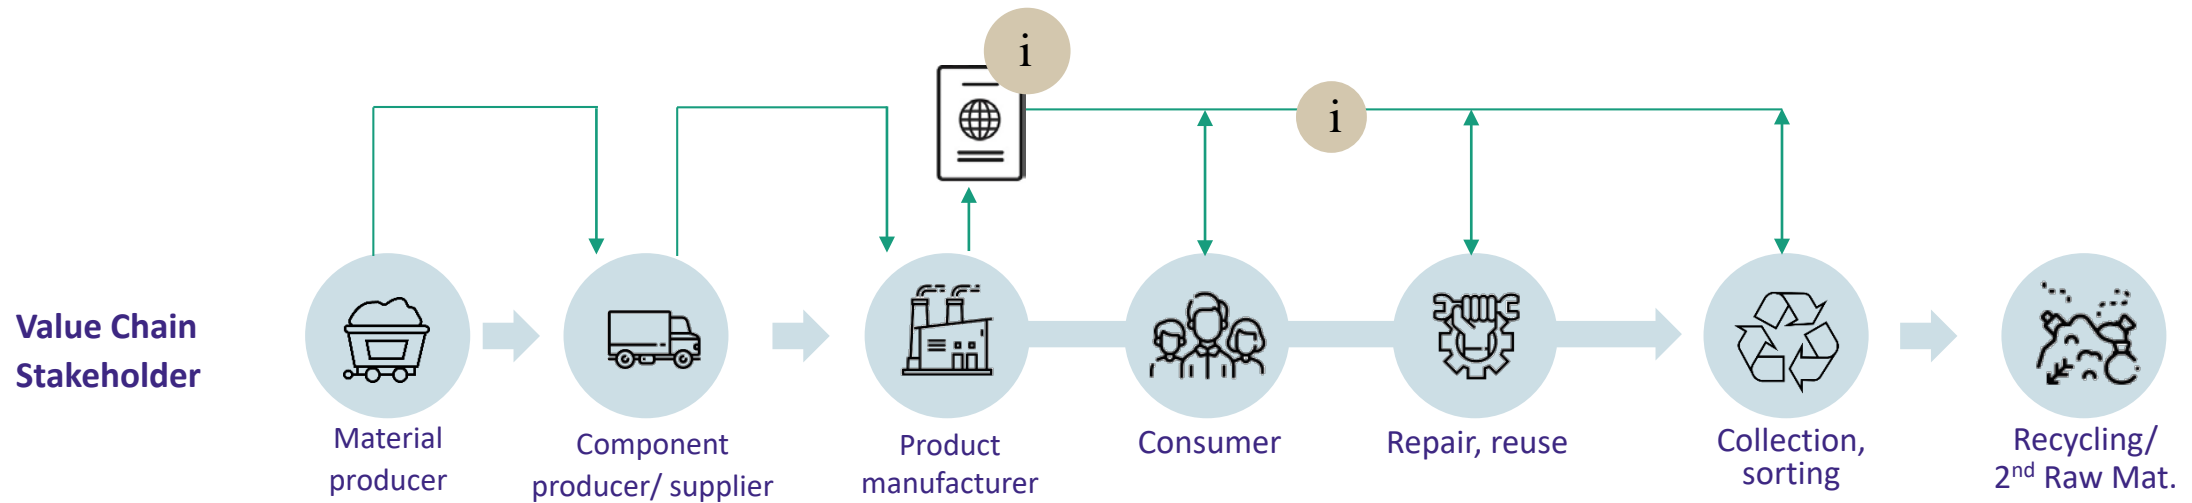 i
i
Value Chain
Stakeholder
Material
producer
Component
producer/ supplier
Product
manufacturer
Consumer
Repair, reuse
Collection,
sorting
Recycling/
2nd Raw Mat.